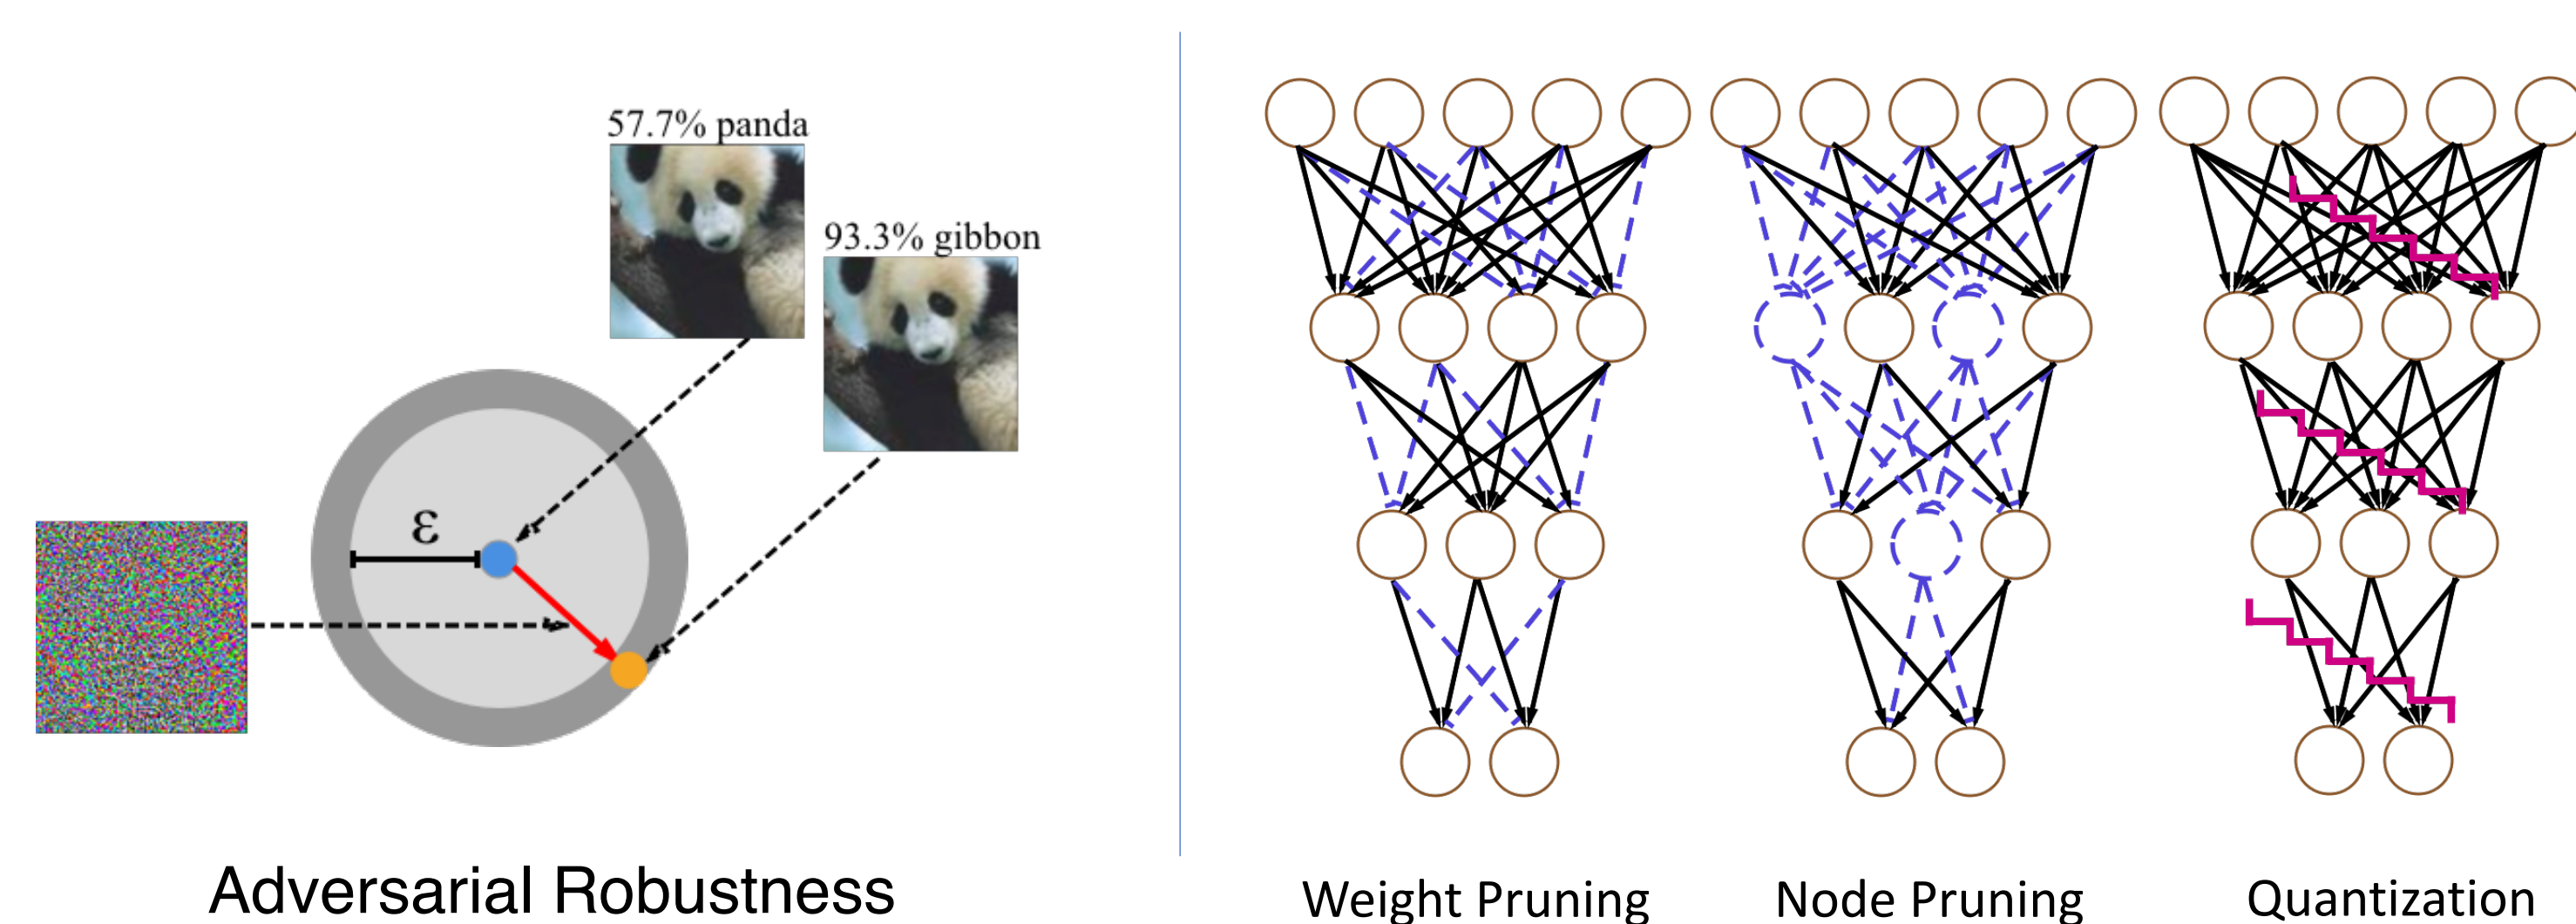 57.7% panda
93.3% gibbon
ε
Adversarial Robustness
Weight Pruning
Node Pruning
Quantization